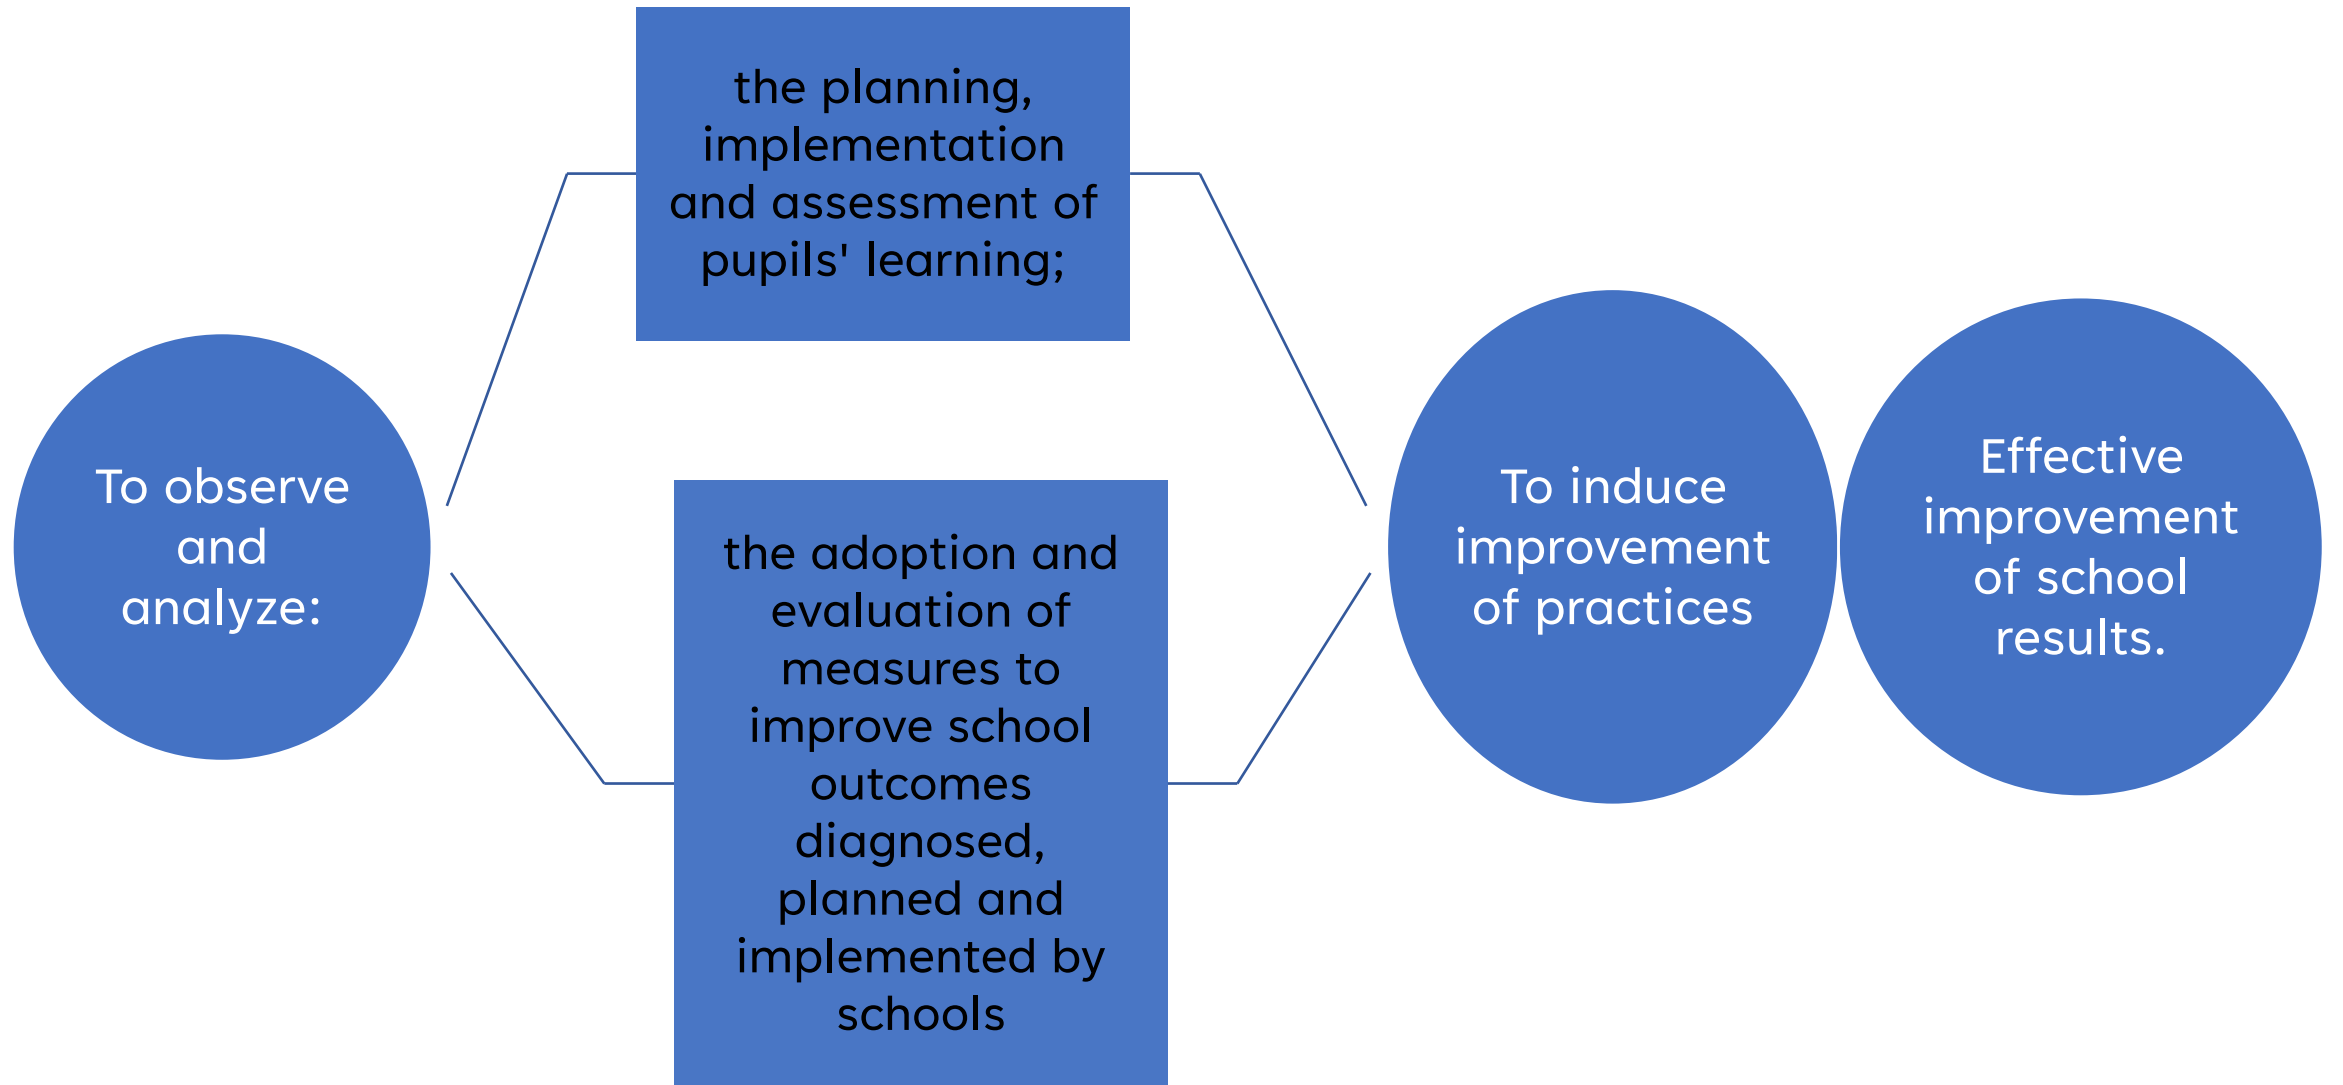 To observe
and
analyze:
the planning,
implementation
and assessment of
pupils' learning;
the adoption and
evaluation of
measures to
improve school
outcomes
diagnosed,
planned and
implemented by
schools
To induce
improvement
of practices
Effective
improvement
of school
results.